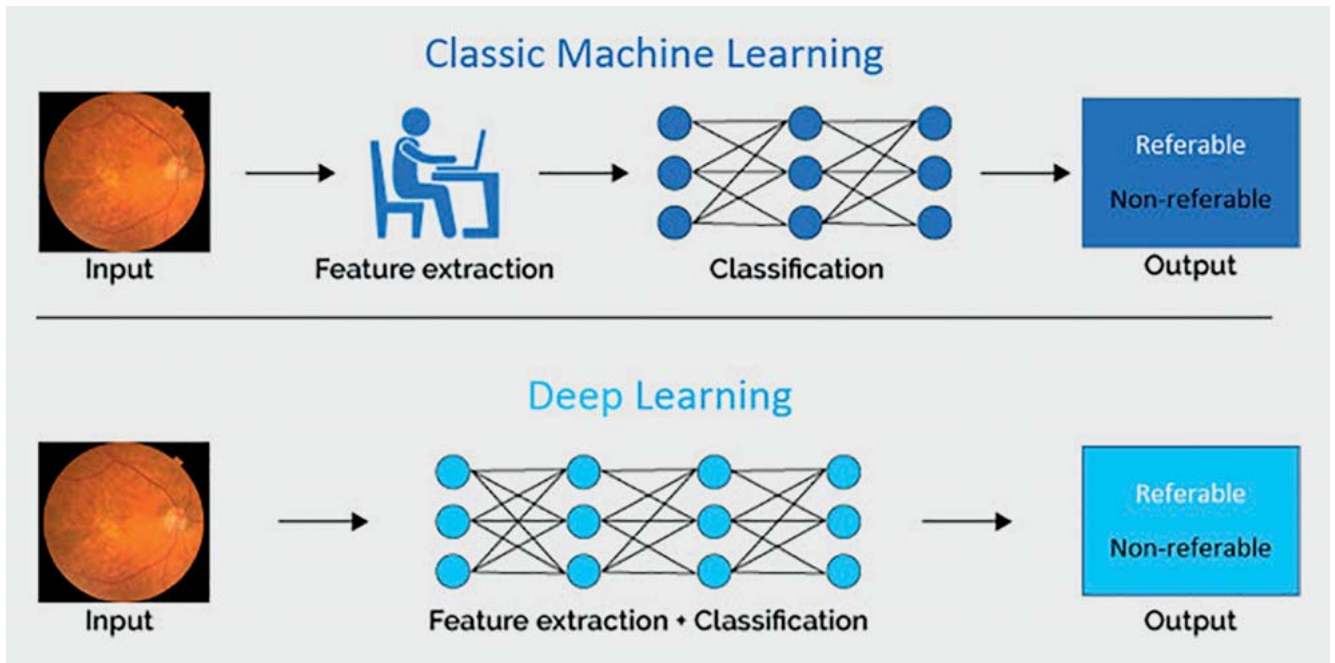 Classic Machine Learning
Input
Feature extraction
Classification
Referable
Non-referable
Output
Deep Learning
Input
Feature extraction + Classification
Referable
Non-referable
Output